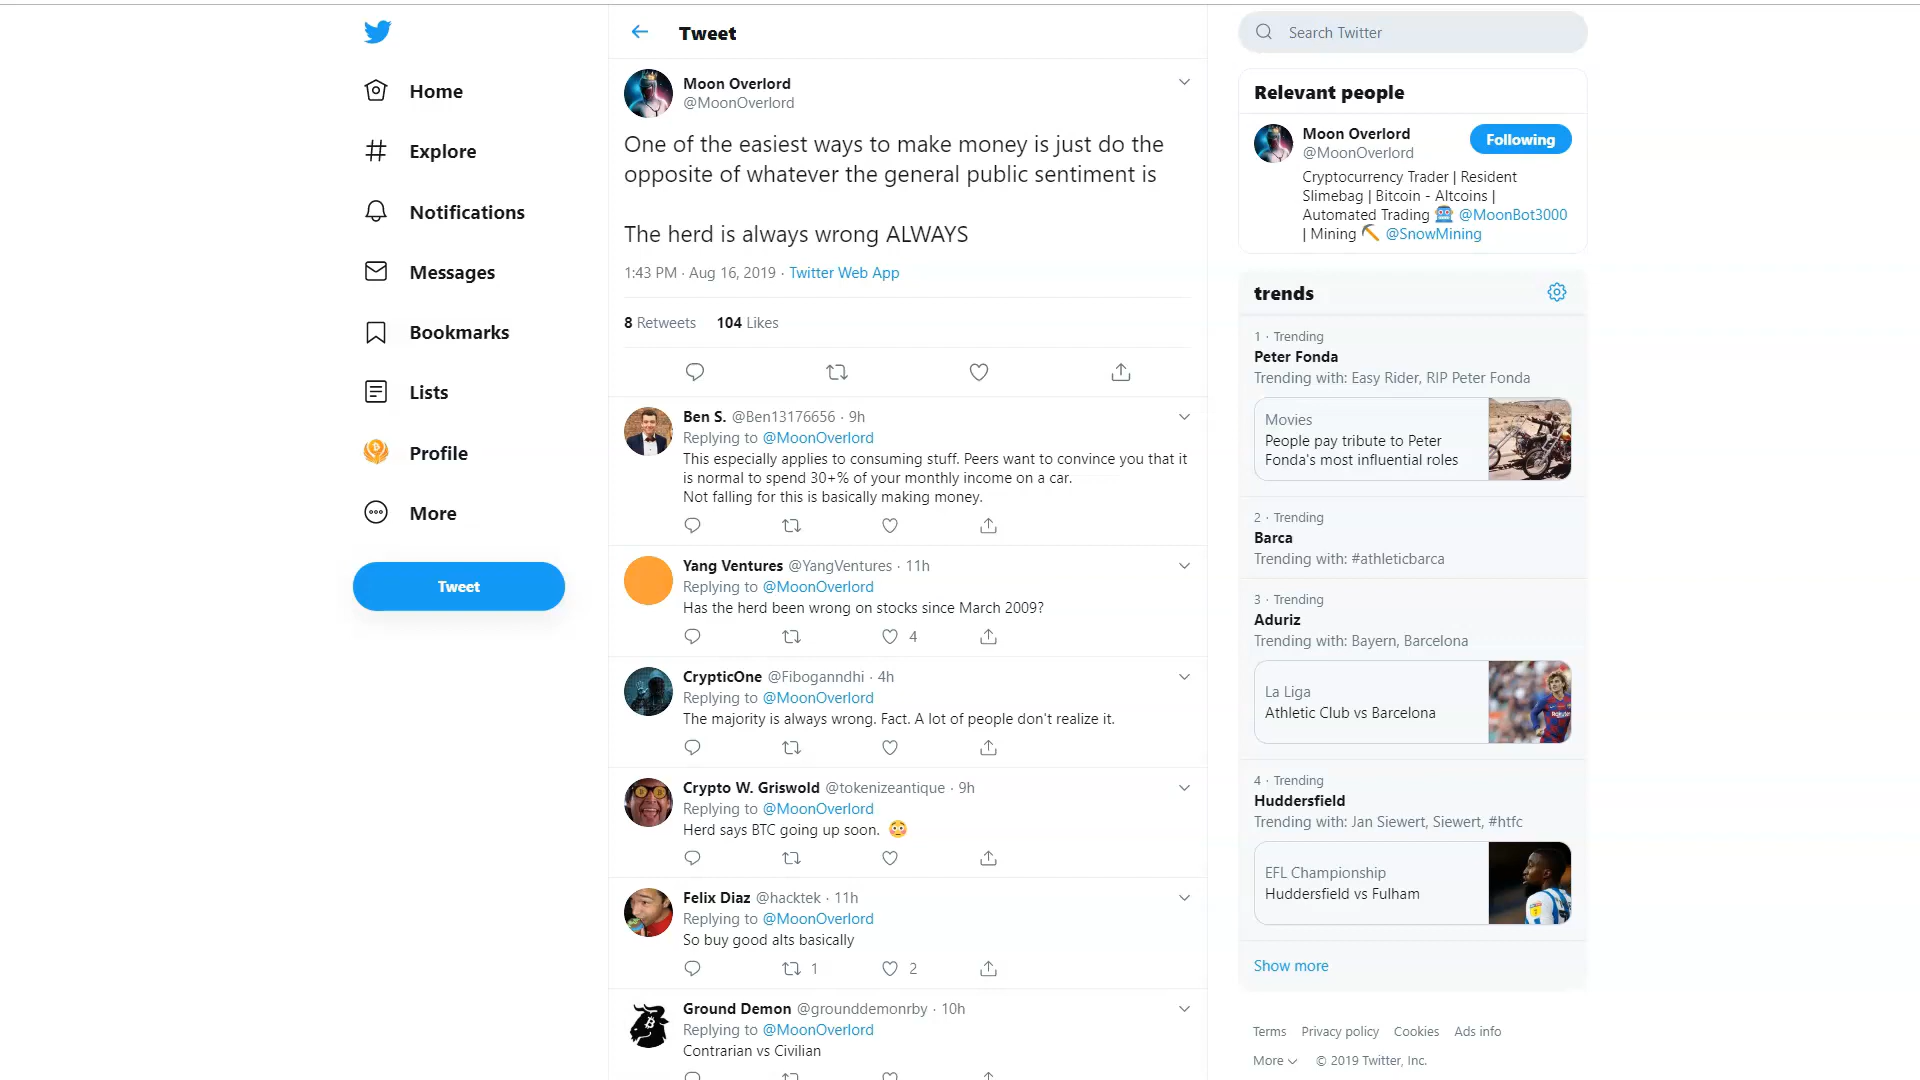 Home
Explore
Notifications
Messages
Bookmarks
Lists
Profile
More
Tweet
Tweet
Moon Overlord
@MoonOverlord
One of the easiest ways to make money is just do the
opposite of whatever the general public sentiment is
The herd is always wrong ALWAYS
1:43 PM · Aug 16, 2019 · Twitter Web App
8 Retweets 104 Likes
Ben S. @Ben13176656 · 9h
Replying to @MoonOverlord
This especially applies to consuming stuff. Peers want to convince you that it
is normal to spend 30+% of your monthly income on a car.
Not falling for this is basically making money.
Yang Ventures @YangVentures · 11h
Replying to @MoonOverlord
Has the herd been wrong on stocks since March 2009?
4
CrypticOne @Fiboganndhi · 4h
Replying to @MoonOverlord
The majority is always wrong. Fact. A lot of people don't realize it.
Crypto W. Griswold @tokenizeantique · 9h
Replying to @MoonOverlord
Herd says BTC going up soon. 😳
Felix Diaz @hacktek · 11h
Replying to @MoonOverlord
So buy good alts basically
1 2
Ground Demon @grounddemonrby · 10h
Replying to @MoonOverlord
Contrarian vs Civilian
Search Twitter
Relevant people
Moon Overlord
@MoonOverlord
Following
Cryptocurrency Trader | Resident
Slimebag | Bitcoin - Altcoins |
Automated Trading 🤖 @MoonBot3000
| Mining ⛏️ @SnowMining
trends
1 · Trending
Peter Fonda
Trending with: Easy Rider, RIP Peter Fonda
Movies
People pay tribute to Peter
Fonda's most influential roles
2 · Trending
Barca
Trending with: #athleticbarca
3 · Trending
Aduriz
Trending with: Bayern, Barcelona
La Liga
Athletic Club vs Barcelona
4 · Trending
Huddersfield
Trending with: Jan Siewert, Siewert, #htfc
EFL Championship
Huddersfield vs Fulham
Show more
Terms Privacy policy Cookies Ads info
More © 2019 Twitter, Inc.